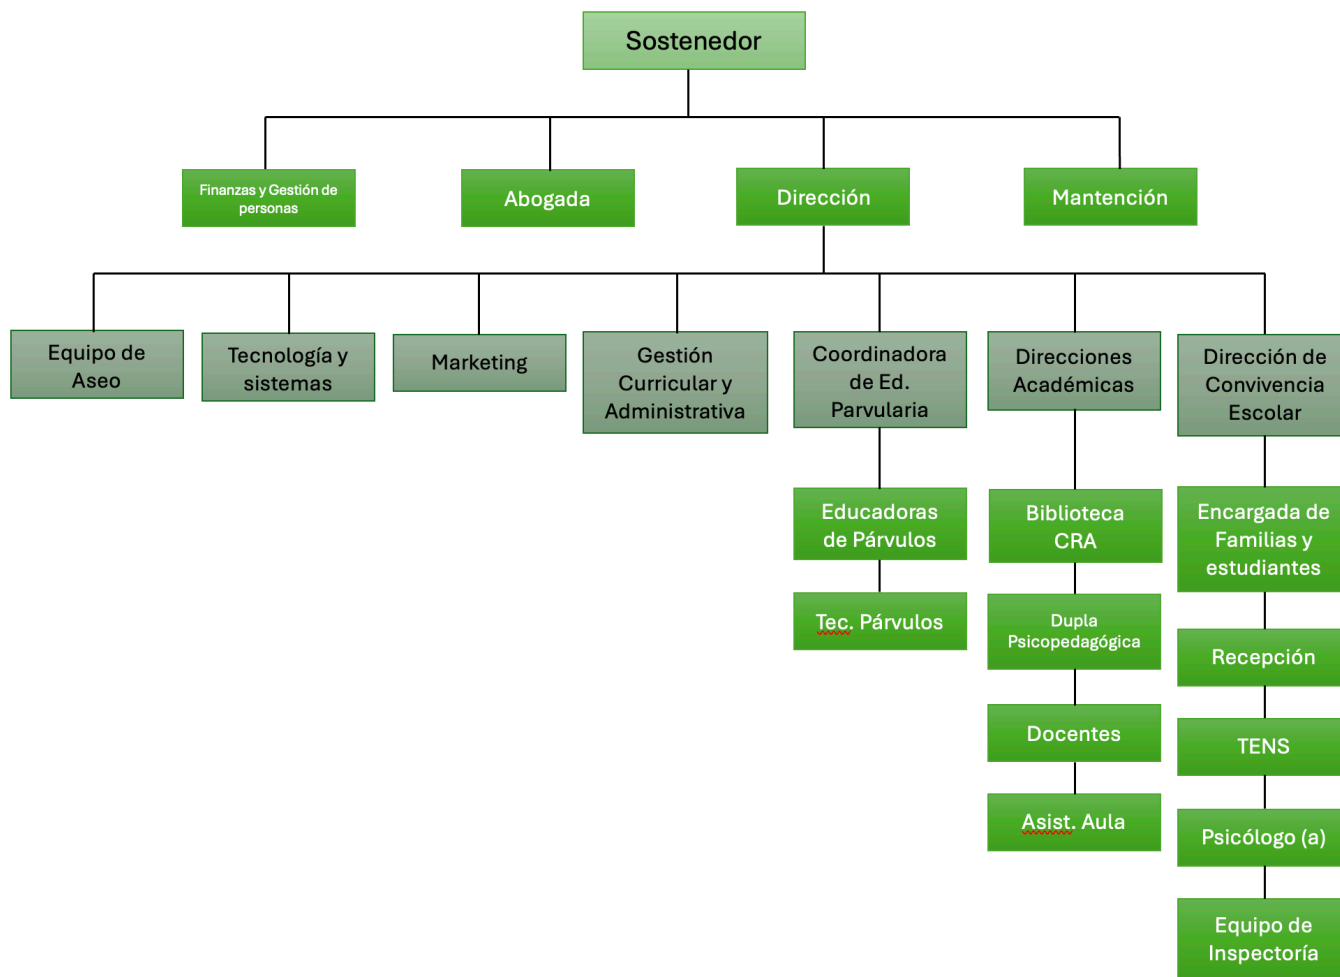 Sostenedor
Finanzas y Gestión de
personas
Abogada
Dirección
Mantención
Equipo de
Aseo
Tecnología y
sistemas
Marketing
Gestión
Curricular y
Administrativa
Coordinadora
de Ed.
Parvularia
Direcciones
Académicas
Dirección de
Convivencia
Escolar
Educadoras
de Párvulos
Tec. Párvulos
Biblioteca
CRA
Dupla
Psicopedagógica
Docentes
Asist. Aula
Encargada de
Familias y
estudiantes
Recepción
TENS
Psicólogo (a)
Equipo de
Inspectoría